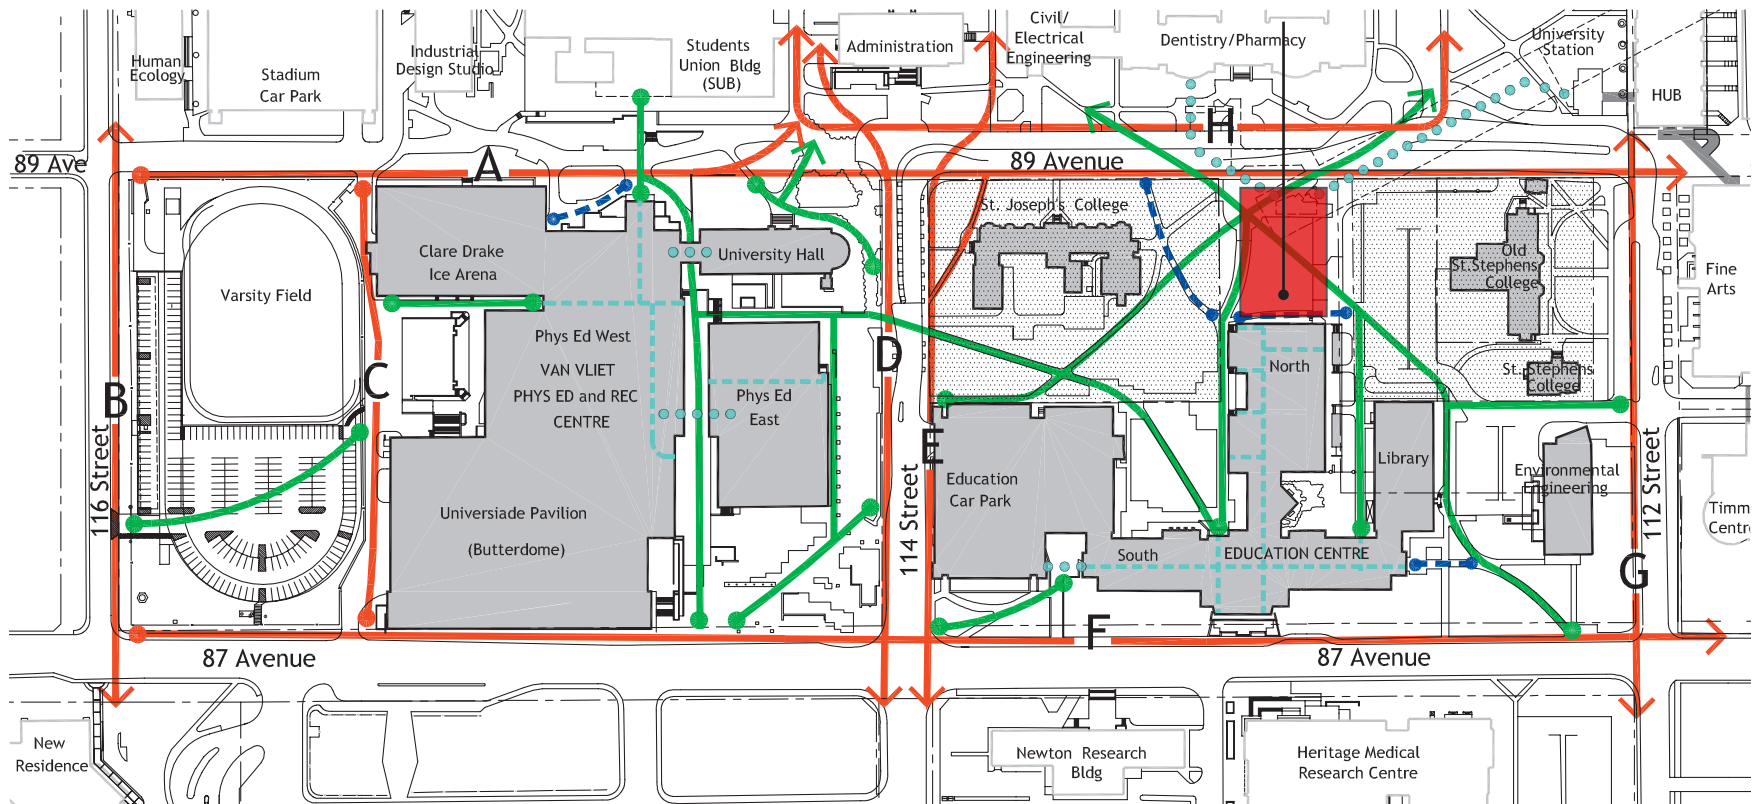 Human
Ecology
Stadium
Car Park
Industrial
Design Studio
Students
Union Bldg
(SUB)
Administration
Civil/
Electrical
Engineering
Dentistry/Pharmacy
University
Station
HUB
H
89 Ave
A
89 Avenue
Clare Drake
Ice Arena
University Hall
St. Joseph's College
Old
St.Stephens
College
Fine
Arts
Varsity Field
Phys Ed West
VAN VLIET
PHYS ED and REC
CENTRE
Phys Ed
East
North
St. Stephens
College
B
C
D
E
116 Street
114 Street
112 Street
Education
Car Park
Library
Environmental
Engineering
Universiade Pavilion
(Butterdome)
South
EDUCATION CENTRE
Timm
Centre
G
F
87 Avenue
87 Avenue
New
Residence
Newton Research
Bldg
Heritage Medical
Research Centre